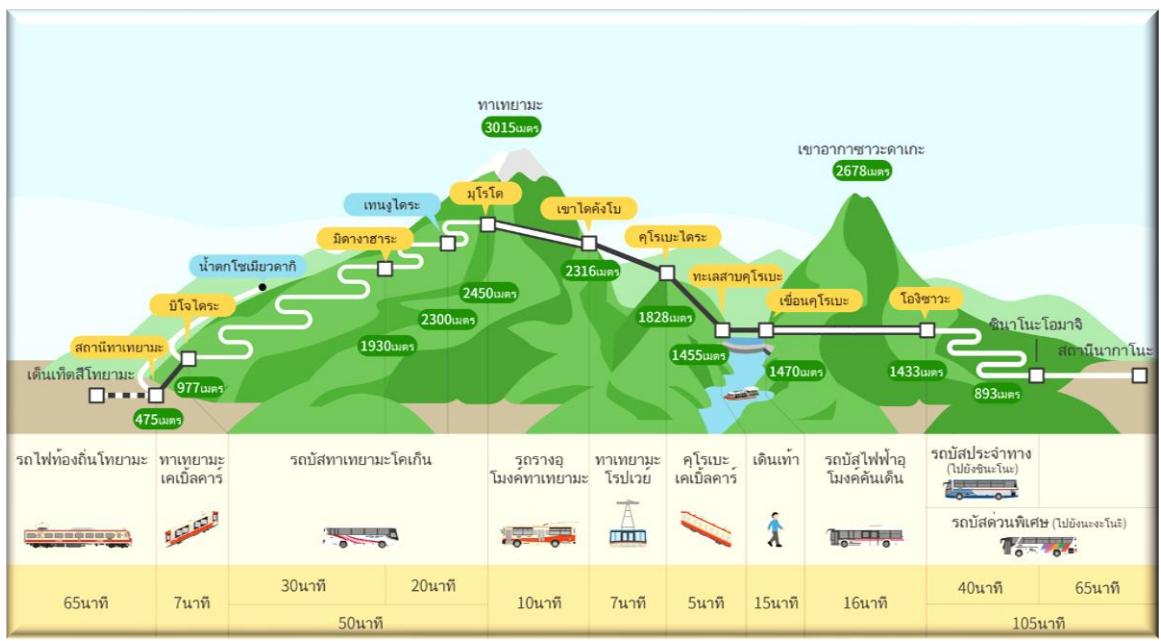 ทาเทยามะ
3015เมตร
เขาอากาซาวะดาเกะ
2678เมตร
มุโรโด
เทนงูไดระ
เขาไดคังโบ
มิดางาฮาระ
คุโรเบะไดระ
น้ำตกโชเมียวดากิ
2316เมตร
ทะเลสาบคุโรเบะ
2450เมตร
บิโจไดระ
เขื่อนคุโรเบะ
โอกิซาวะ
2300เมตร
1828เมตร
ชินาโนะโอมาจิ
สถานีทาเทยามะ
1930เมตร
1455เมตร
สถานีนากาโนะ
เด็นเท็ตสึโทยามะ
977เมตร
1470เมตร
1433เมตร
893เมตร
475เมตร
รถไฟท้องถิ่นโทยามะ
ทาเทยามะ
เคเบิ้ลคาร์
รถบัสทาเทยามะโคเก็น
รถรางอุ
โมงค์ทาเทยามะ
ทาเทยามะ
โรปเวย์
คุโรเบะ
เคเบิ้ลคาร์
เดินเท้า
รถบัสไฟฟ้าอุ
โมงค์คันเด็น
รถบัสประจำทาง
(ไปยังชินะโนะ)
รถบัสด่วนพิเศษ (ไปยังนะงะโนะ)
65นาที
7นาที
30นาที
20นาที
50นาที
10นาที
7นาที
5นาที
15นาที
16นาที
40นาที
65นาที
105นาที